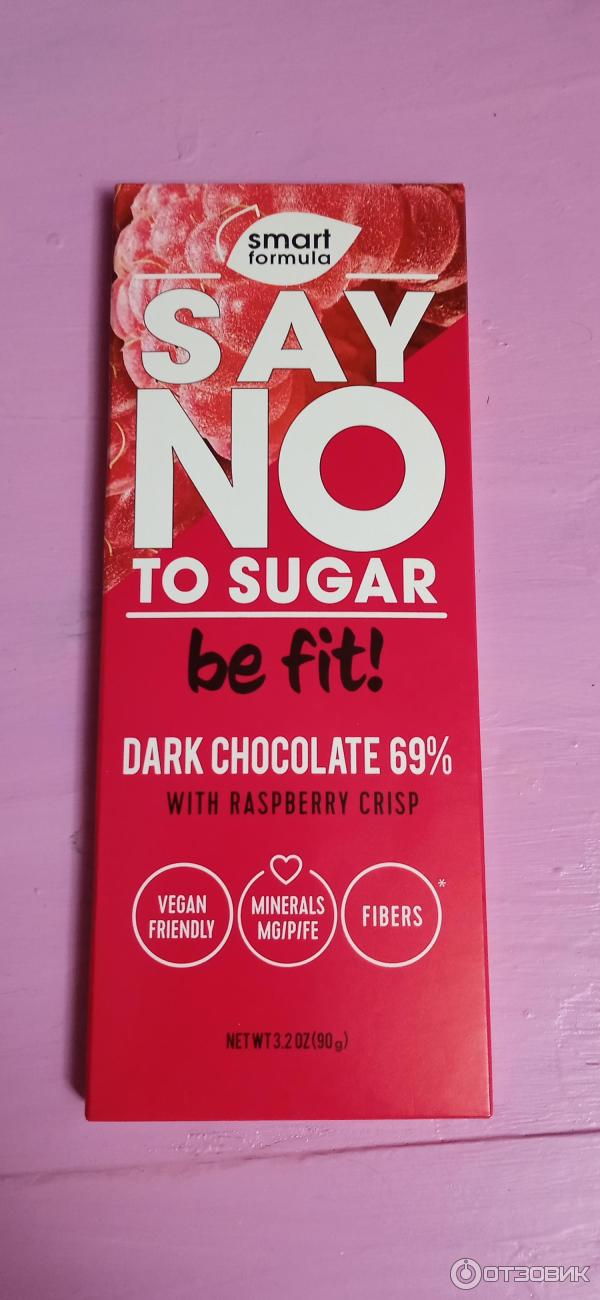 smart
formula
SAY
NO
TO SUGAR
be fit!
DARK CHOCOLATE 69%
WITH RASPBERRY CRISP
VEGAN
FRIENDLY
MINERALS
MG/P/FE
FIBERS*
NET WT 3.2 OZ (90 g)
ОТЗОВИК